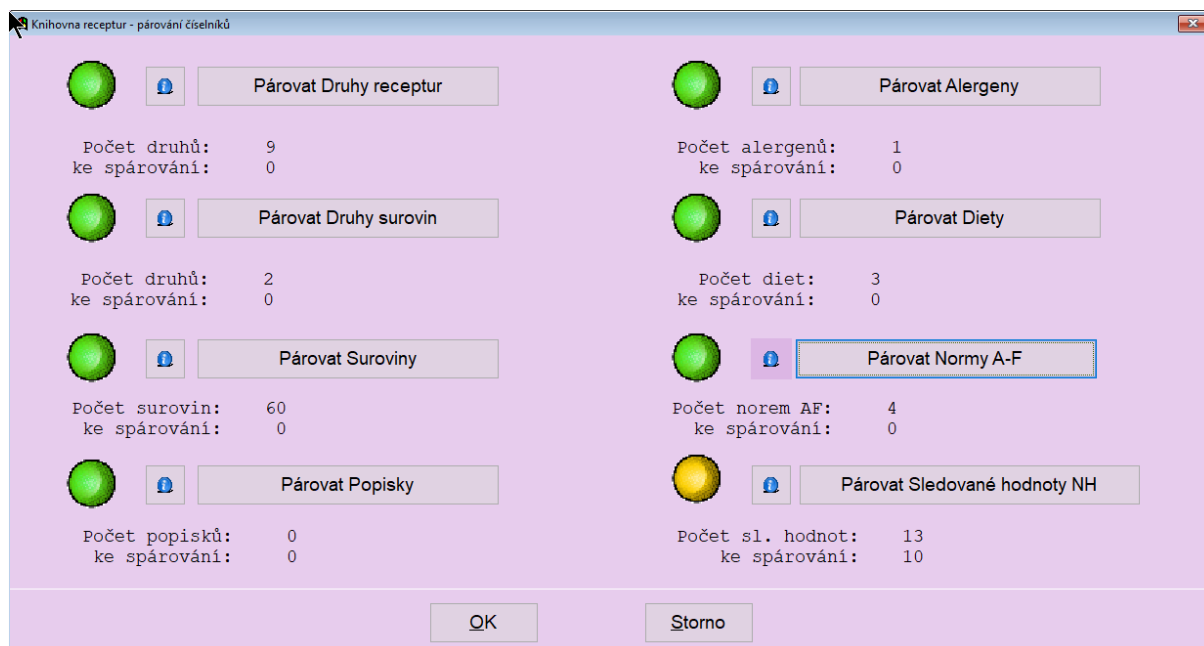 Knihovna receptur - párování číselníků
Párovat Druhy receptur
Počet druhů: 9
ke spárování: 0
Párovat Druhy surovin
Počet druhů: 2
ke spárování: 0
Párovat Suroviny
Počet surovin: 60
ke spárování: 0
Párovat Popisky
Počet popisků: 0
ke spárování: 0
Párovat Alergeny
Počet alergenů: 1
ke spárování: 0
Párovat Diety
Počet diet: 3
ke spárování: 0
Párovat Normy A-F
Počet norem AF: 4
ke spárování: 0
Párovat Sledované hodnoty NH
Počet sl. hodnot: 13
ke spárování: 10
OK
Storno